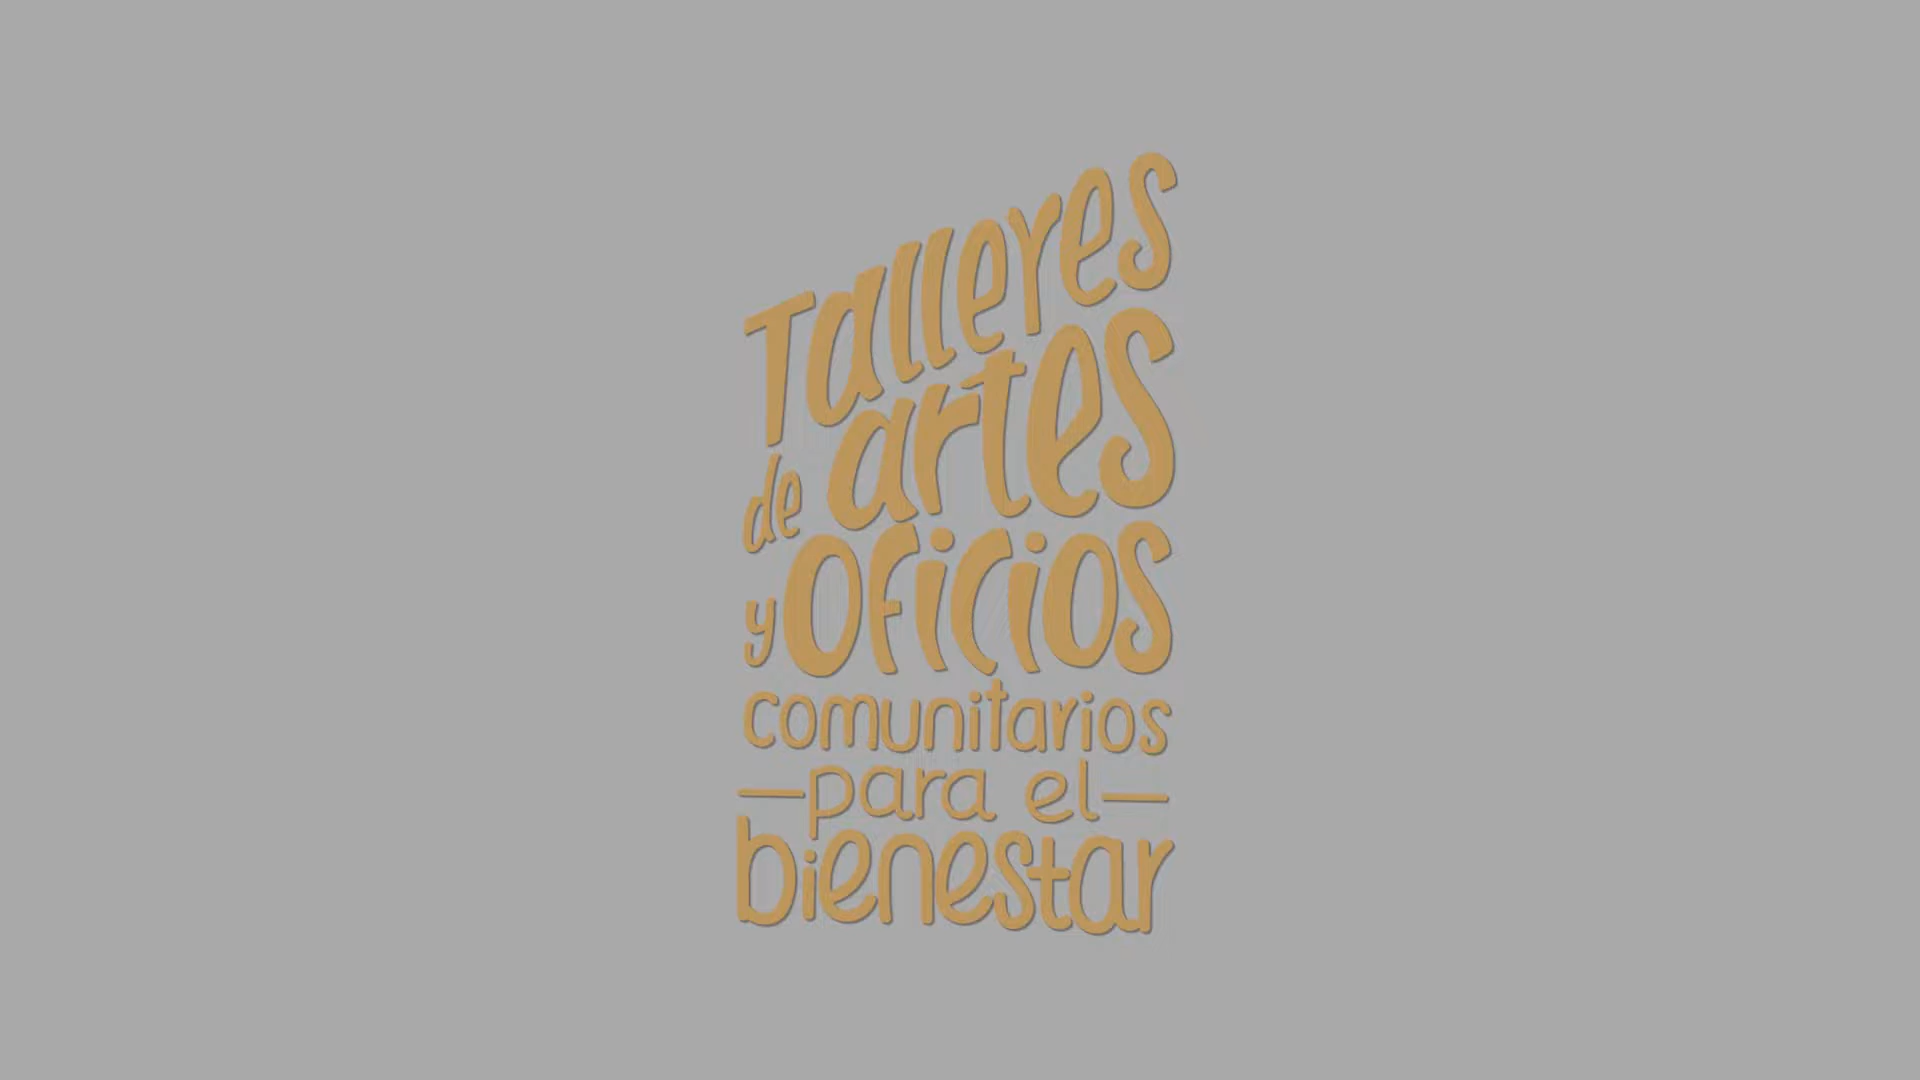 Talleres
de artes
y oficios
comunitarios
—para el—
bienestar